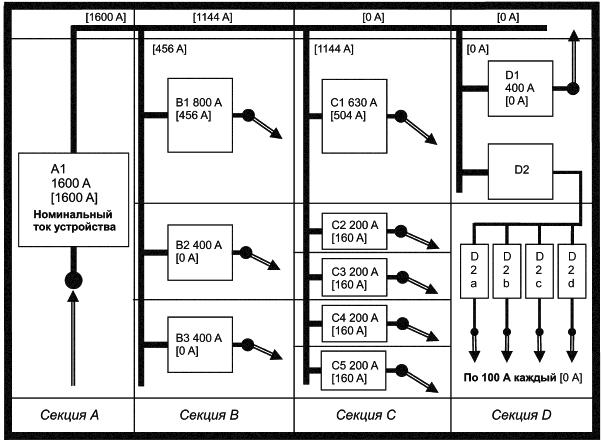 [1600 A]
[1144 A]
[0 A]
[0 A]
[456 A]
[1144 A]
[0 A]
A1
1600 A
[1600 A]
Номинальный
ток устройства
B1 800 A
[456 A]
B2 400 A
[0 A]
B3 400 A
[0 A]
C1 630 A
[504 A]
C2 200 A
[160 A]
C3 200 A
[160 A]
C4 200 A
[160 A]
C5 200 A
[160 A]
D1
400 A
[0 A]
D2
D
2
a
D
2
b
D
2
c
D
2
d
По 100 А каждый [0 A]
Секция A
Секция B
Секция C
Секция D